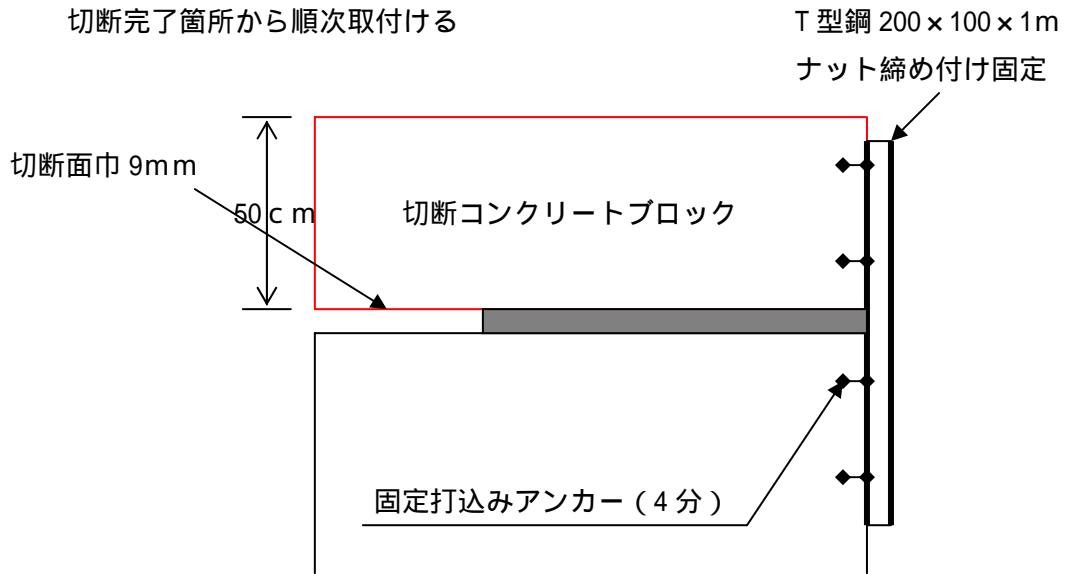 切断完了箇所から順次取付ける
T型鋼 200×100×1m
ナット締め付け固定
切断面巾 9mm
50cm
切断コンクリートブロック
固定打込みアンカー(4分)